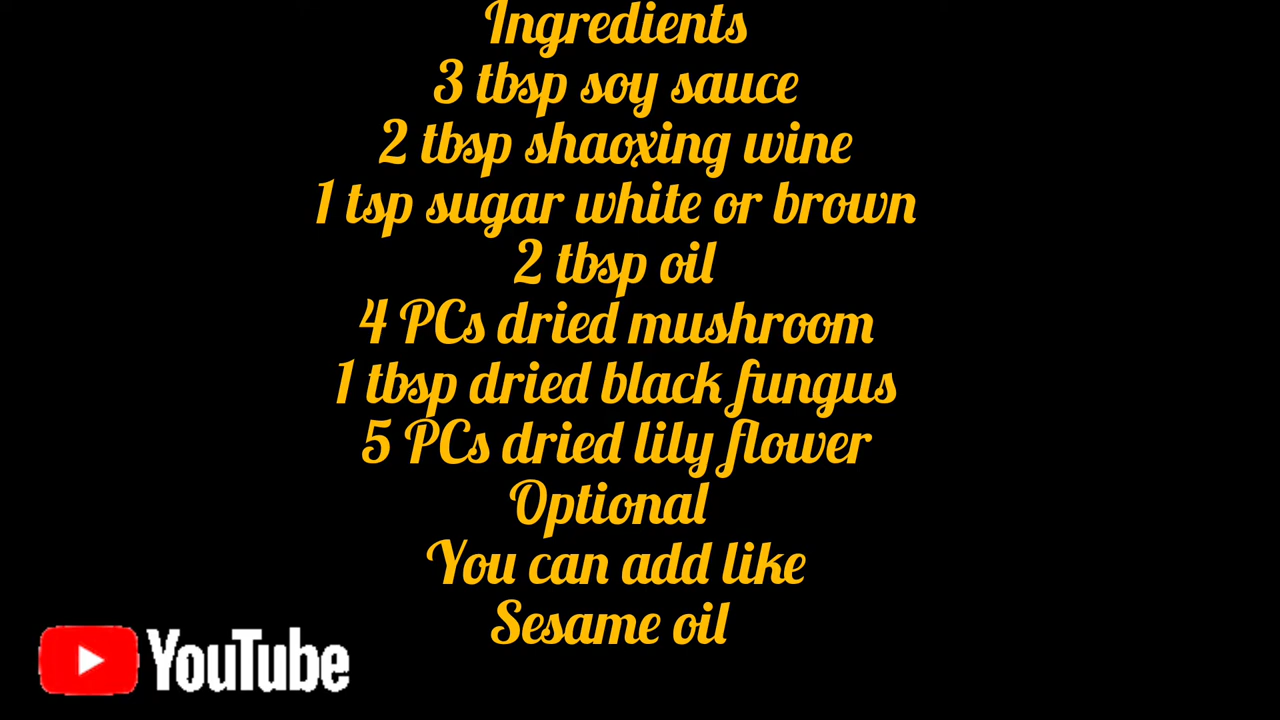 Ingredients
3 tbsp soy sauce
2 tbsp shaoxing wine
1 tsp sugar white or brown
2 tbsp oil
4 PCs dried mushroom
1 tbsp dried black fungus
5 PCs dried lily flower
Optional
You can add like
Sesame oil
YouTube